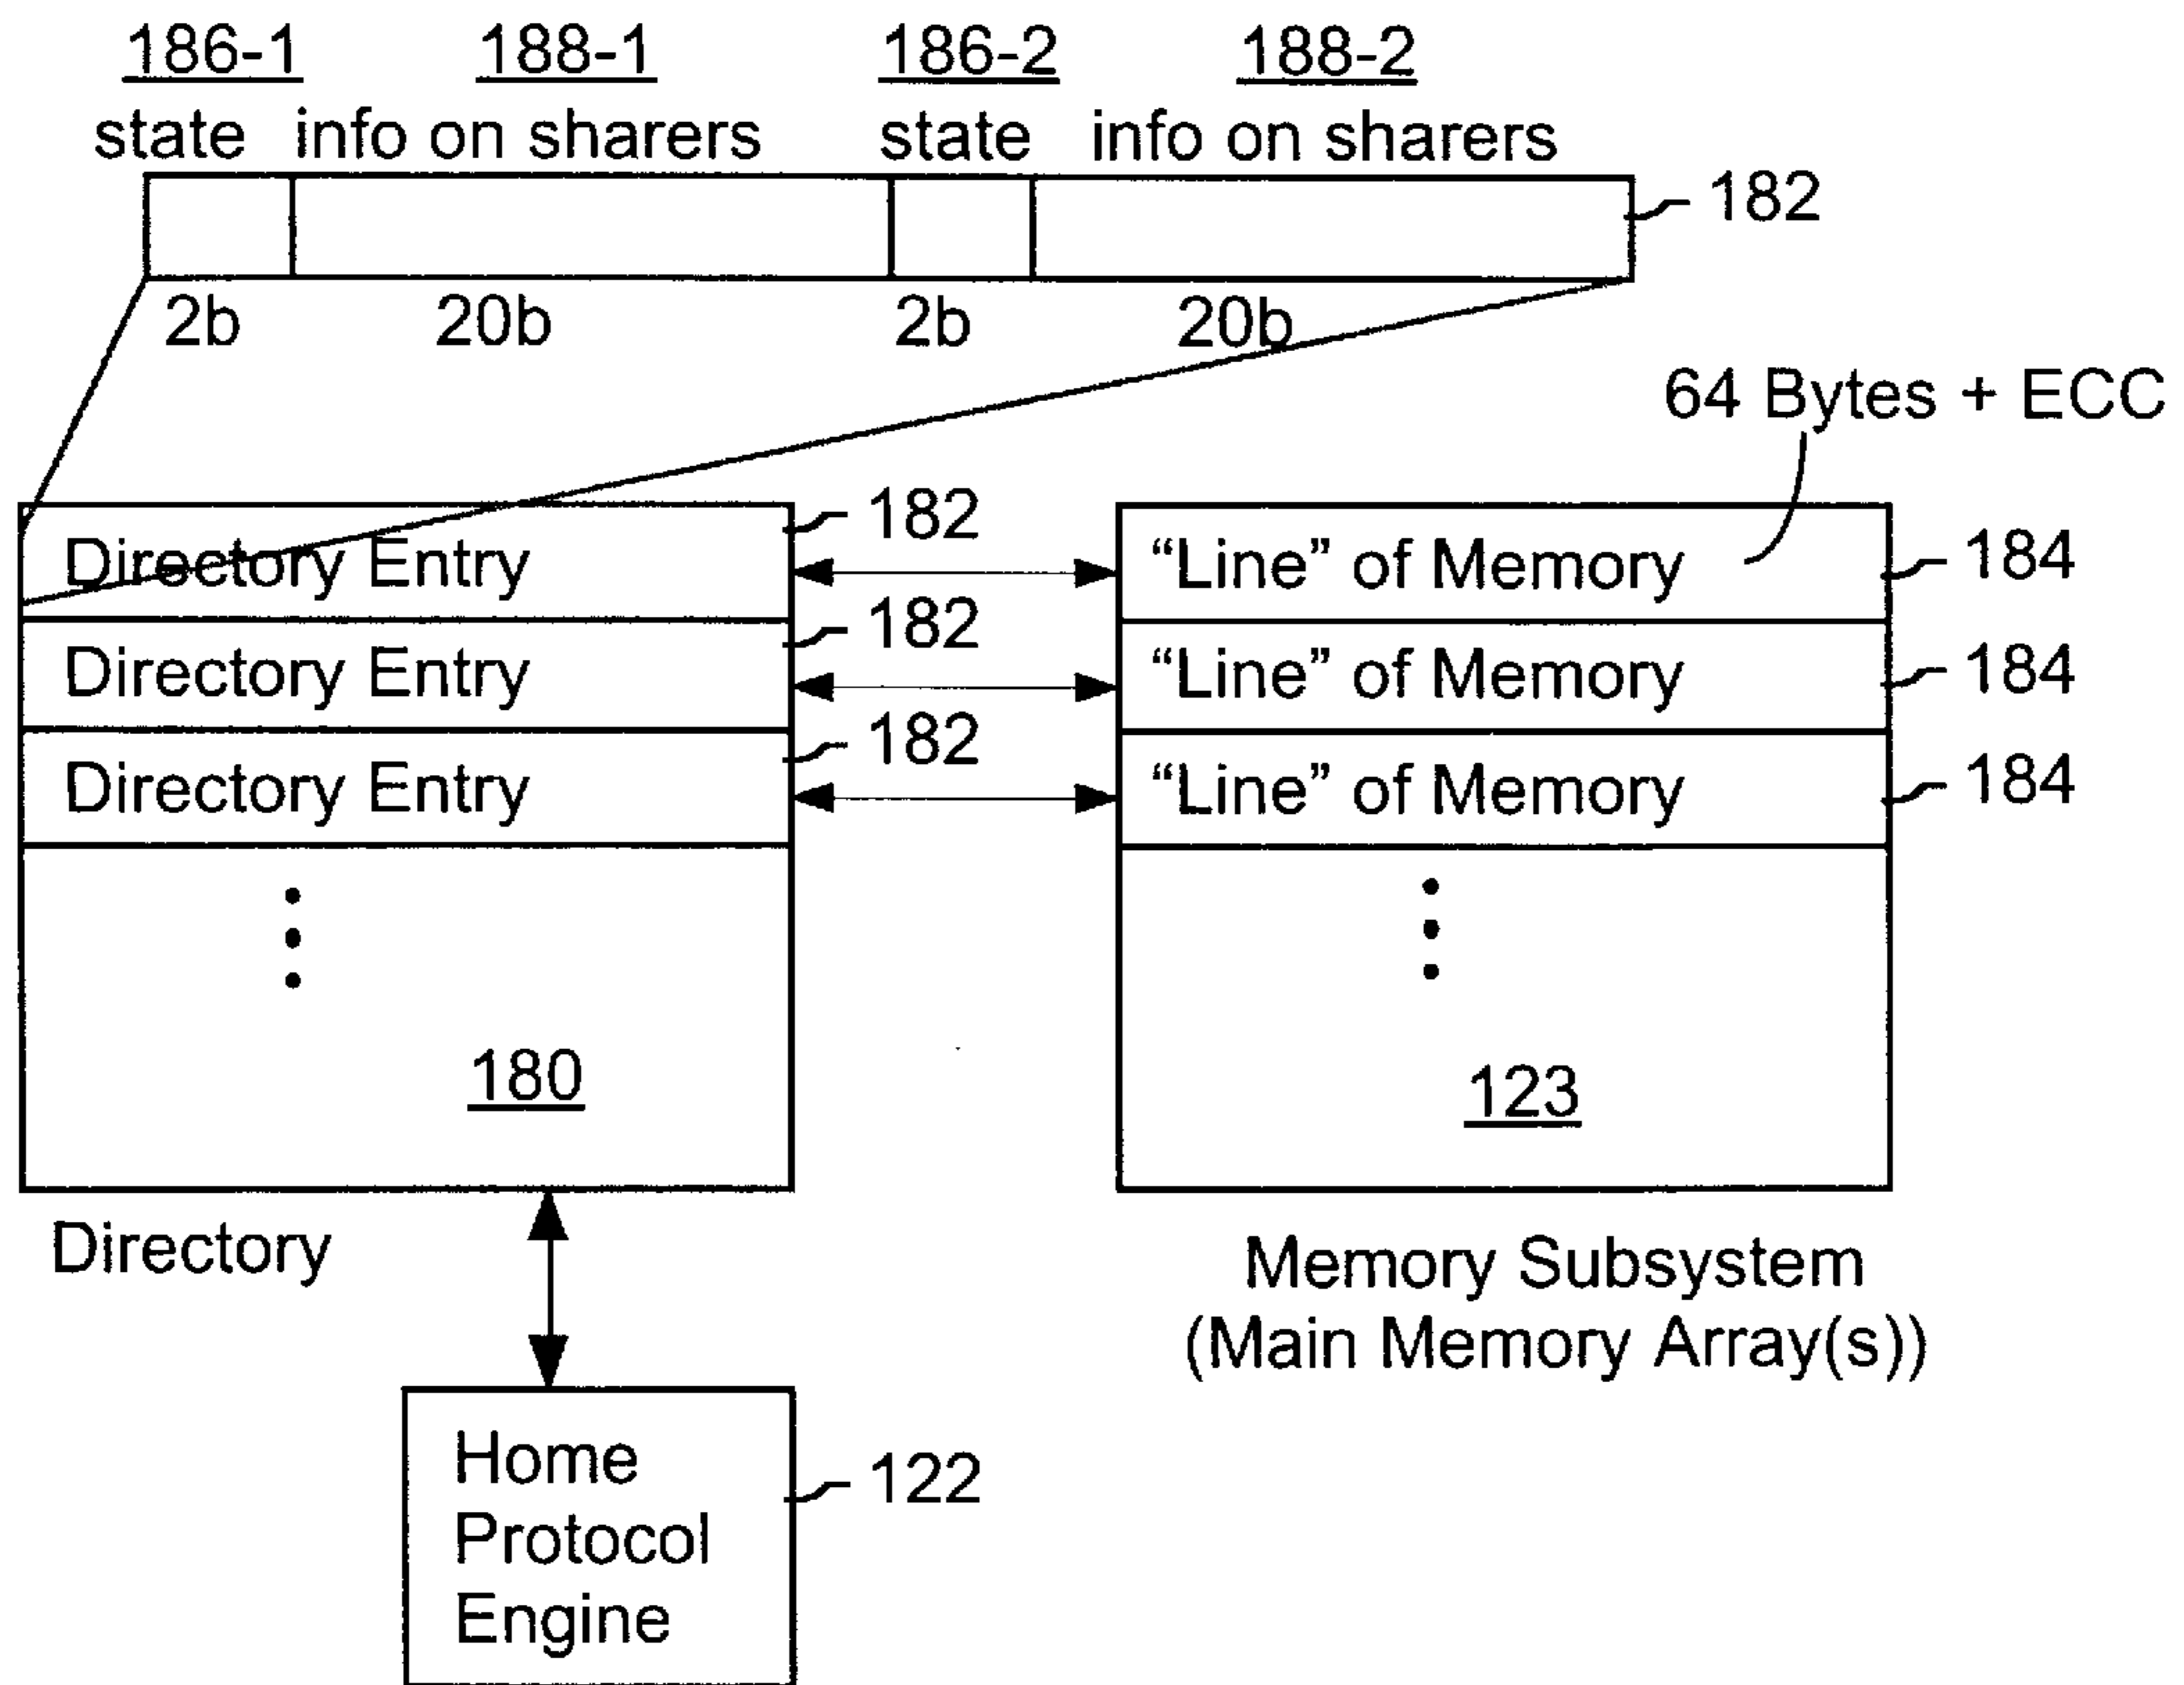 186-1 188-1 186-2 188-2
state info on sharers state info on sharers
182
2b 20b 2b 20b
64 Bytes + ECC
Directory Entry 182 “Line” of Memory 184
Directory Entry 182 “Line” of Memory 184
Directory Entry 182 “Line” of Memory 184
180
123
Directory
Memory Subsystem
(Main Memory Array(s))
Home
Protocol
Engine
122